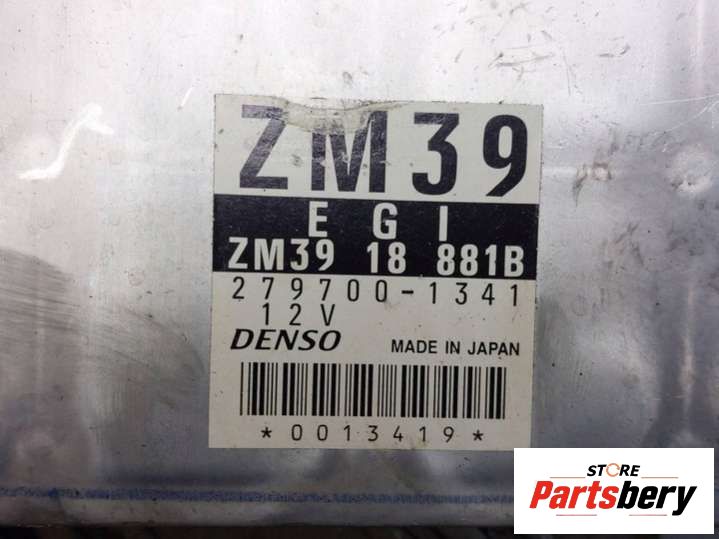 ZM39
E G I
ZM39 18 881B
279700-1341
12V
DENSO MADE IN JAPAN
*0013419*
STORE
Partsbery